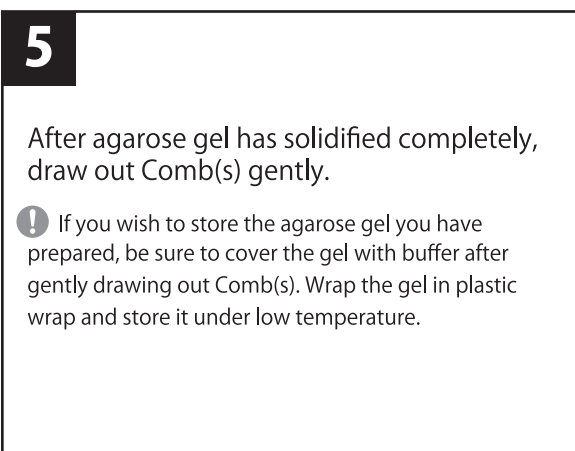 5
After agarose gel has solidified completely,
draw out Comb(s) gently.
! If you wish to store the agarose gel you have
prepared, be sure to cover the gel with buffer after
gently drawing out Comb(s). Wrap the gel in plastic
wrap and store it under low temperature.